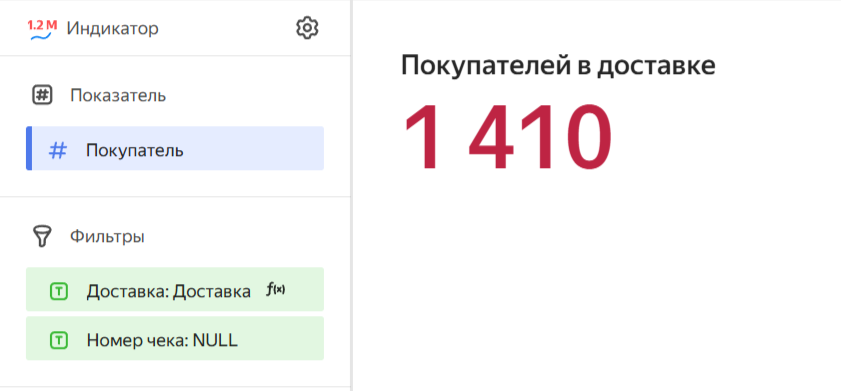 1.2 M Индикатор
Показатель
# Покупатель
Фильтры
T Доставка: Доставка f(x)
T Номер чека: NULL
Покупателей в доставке
1 410